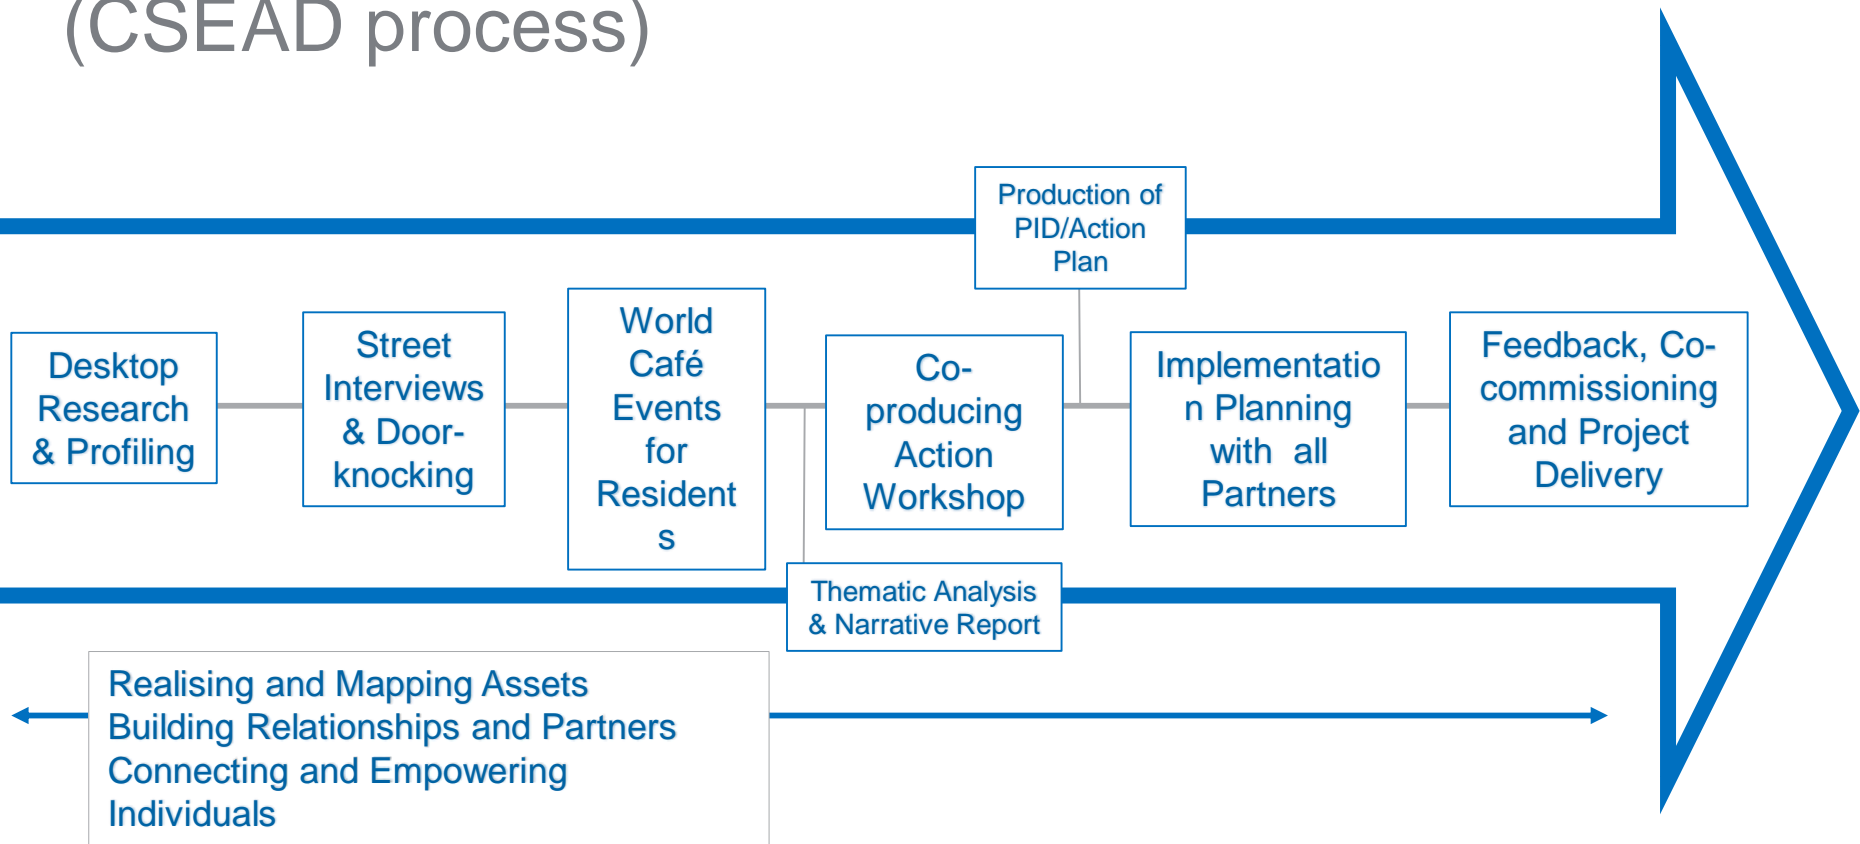 (CSEAD process)
Production of
PID/Action
Plan
Desktop
Research
& Profiling
Street
Interviews
& Door-
knocking
World
Café
Events
for
Resident
s
Co-
producing
Action
Workshop
Implementatio
n Planning
with  all
Partners
Feedback, Co-
commissioning
and Project
Delivery
Thematic Analysis
& Narrative Report
Realising and Mapping Assets
Building Relationships and Partners
Connecting and Empowering
Individuals